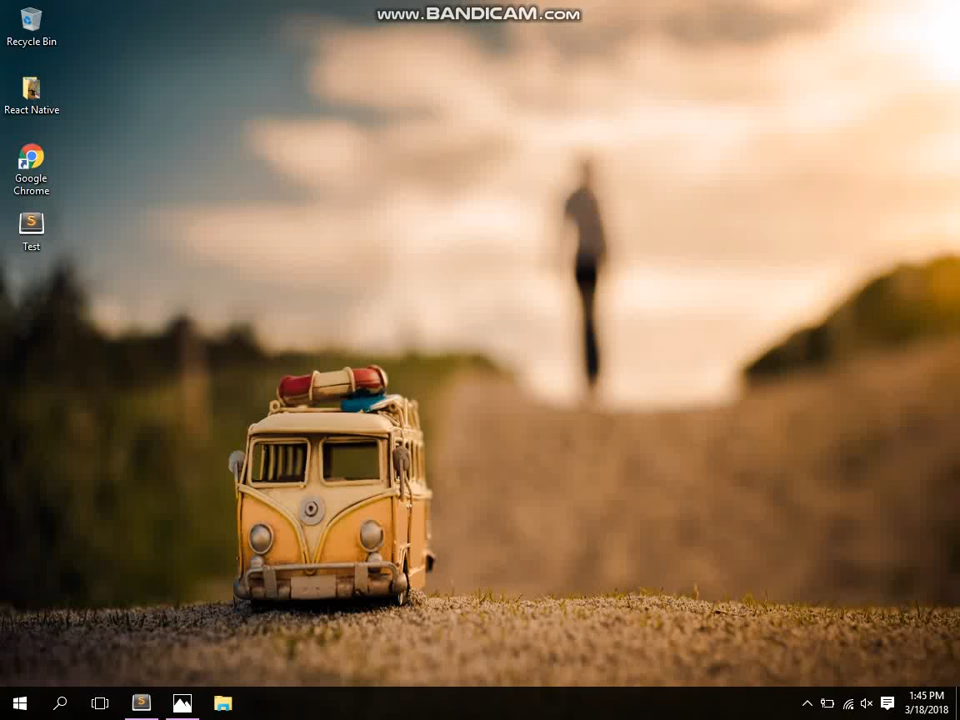 www.BANDICAM.com
Recycle Bin
React Native
Google
Chrome
Test
1:45 PM
3/18/2018